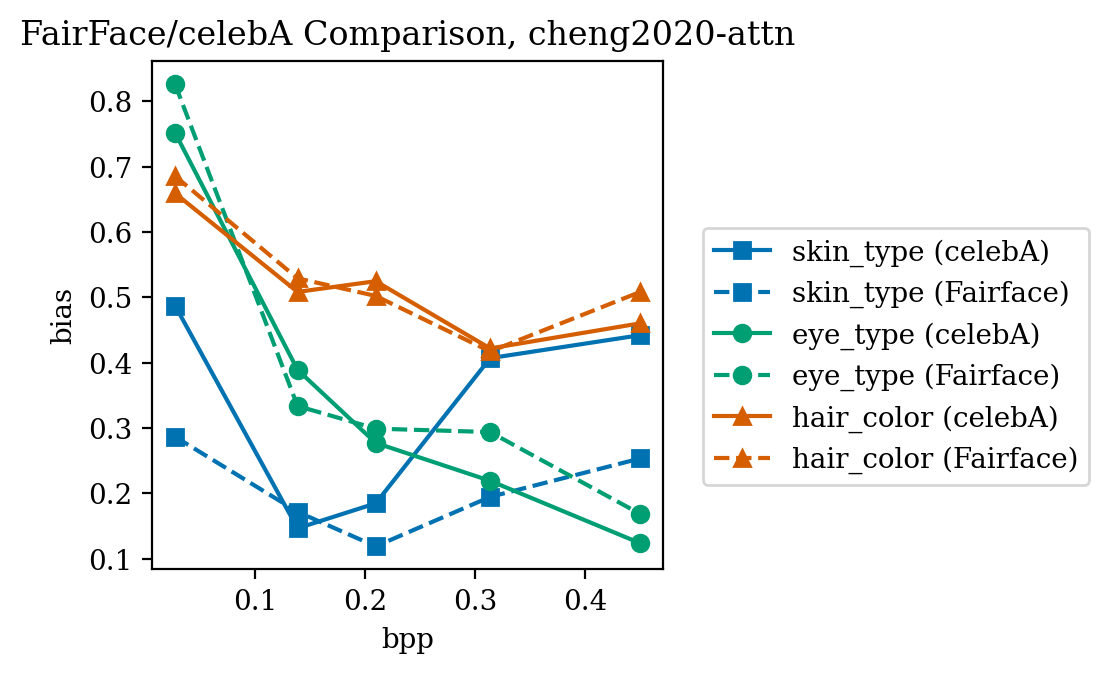 FairFace/celebA Comparison, cheng2020-attn
bias
0.8
0.7
0.6
0.5
0.4
0.3
0.2
0.1
0.1 0.2 0.3 0.4
bpp
skin_type (celebA)
skin_type (Fairface)
eye_type (celebA)
eye_type (Fairface)
hair_color (celebA)
hair_color (Fairface)